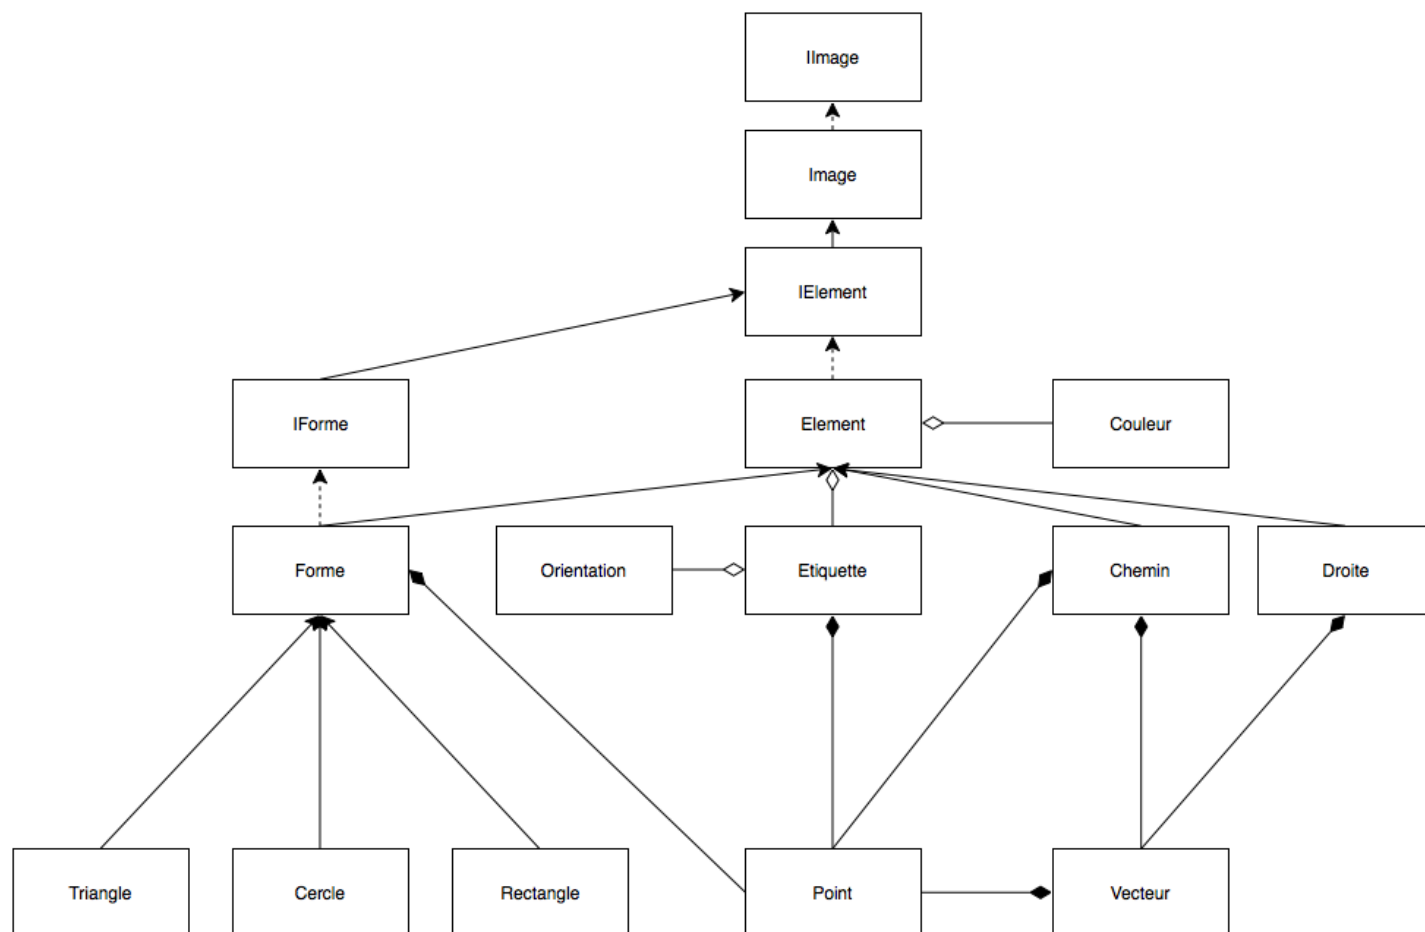 IImage
Image
IElement
IForme
Element
Couleur
Forme
Orientation
Etiquette
Chemin
Droite
Triangle
Cercle
Rectangle
Point
Vecteur